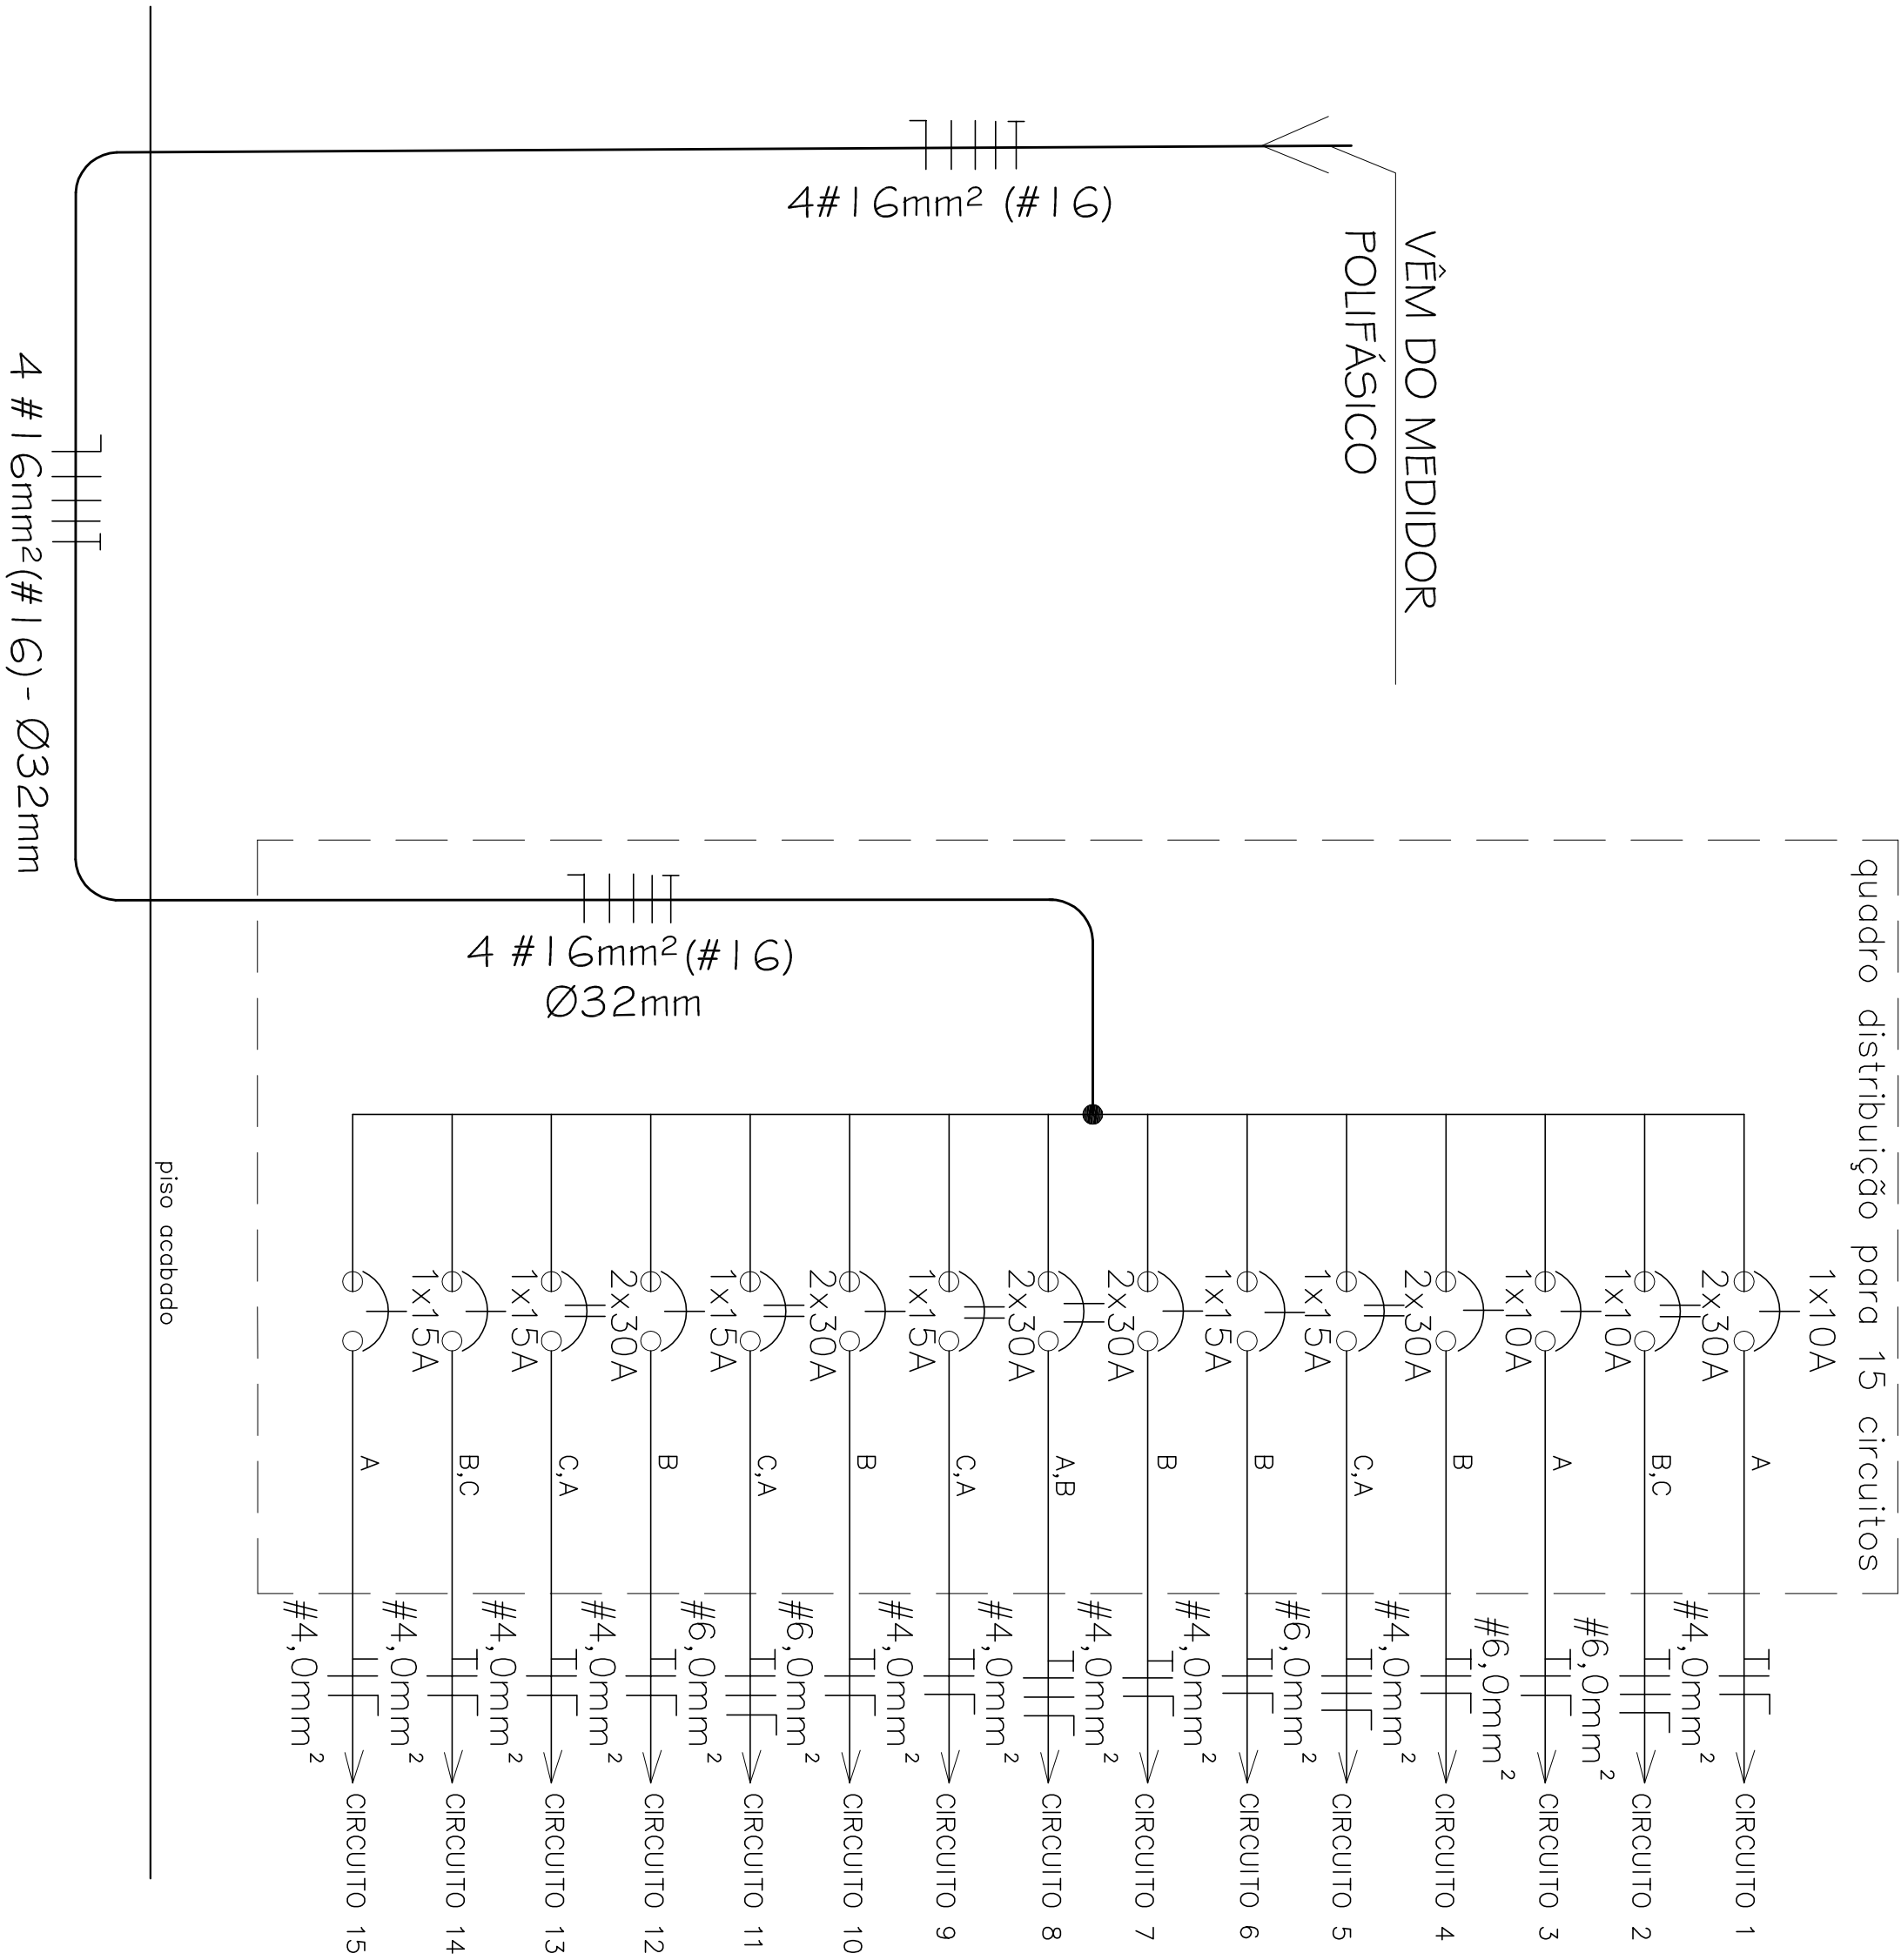 quadro distribuição para 15 circuitos
VÊM DO MEDIDOR
POLIFÁSICO
4#16mm² (#16)
4 #16mm²(#16)
Ø32mm
4 #16mm²(#16)- Ø32mm
piso acabado
1x10A
A
#4,0mm²
CIRCUITO 1
2x30A
B,C
#6,0mm²
CIRCUITO 2
1x10A
A
#6,0mm²
CIRCUITO 3
1x10A
B
#4,0mm²
CIRCUITO 4
2x30A
C,A
#6,0mm²
CIRCUITO 5
1x15A
B
#4,0mm²
CIRCUITO 6
1x15A
B
#4,0mm²
CIRCUITO 7
2x30A
A,B
#4,0mm²
CIRCUITO 8
2x30A
C,A
#4,0mm²
CIRCUITO 9
1x15A
B
#6,0mm²
CIRCUITO 10
2x30A
C,A
#6,0mm²
CIRCUITO 11
1x15A
B
#4,0mm²
CIRCUITO 12
2x30A
C,A
#4,0mm²
CIRCUITO 13
1x15A
B,C
#4,0mm²
CIRCUITO 14
1x15A
A
#4,0mm²
CIRCUITO 15